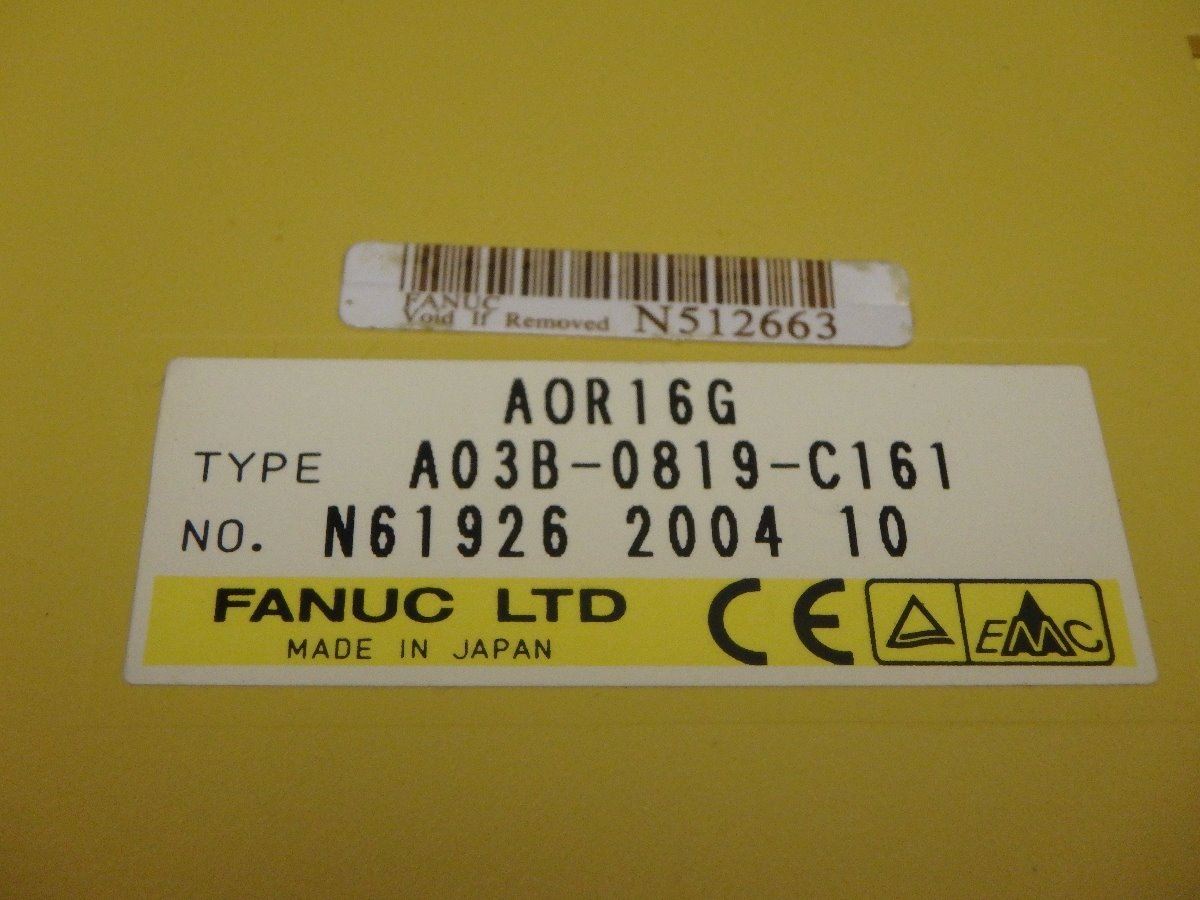 FANUC
Void If Removed N512663
AOR16G
TYPE A03B-0819-C161
NO. N61926 2004 10
FANUC LTD
MADE IN JAPAN
CE
EMC